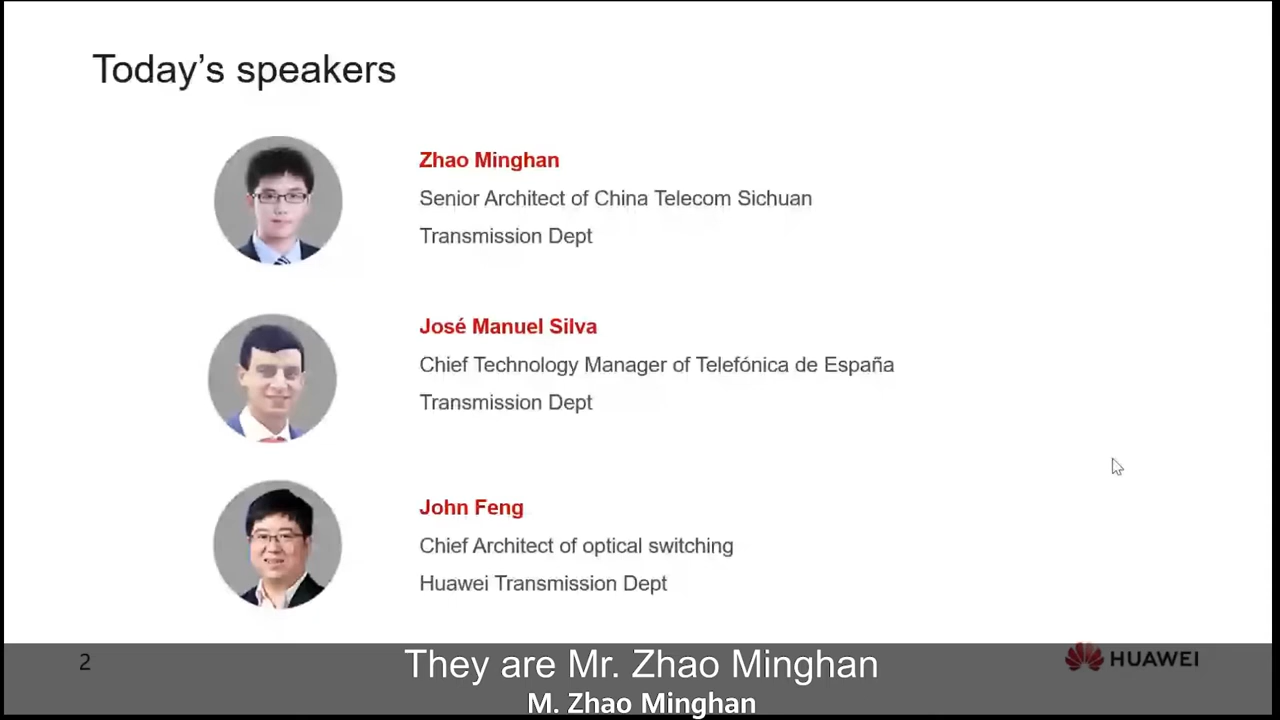 Today’s speakers
Zhao Minghan
Senior Architect of China Telecom Sichuan
Transmission Dept
José Manuel Silva
Chief Technology Manager of Telefónica de España
Transmission Dept
John Feng
Chief Architect of optical switching
Huawei Transmission Dept
2
HUAWEI
They are Mr. Zhao Minghan
M. Zhao Minghan